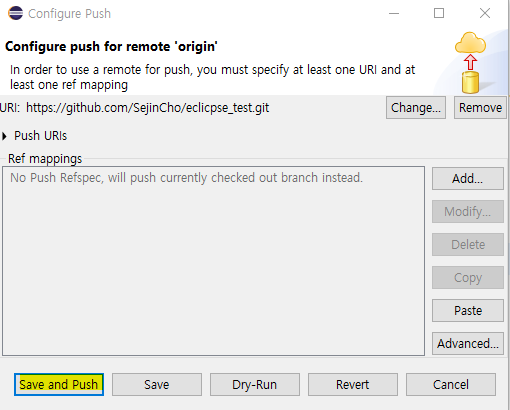 Configure Push
Configure push for remote 'origin'
In order to use a remote for push, you must specify at least one URI and at
least one ref mapping
URI: https://github.com/SejinCho/eclicpse_test.git
Change...
Remove
Push URIs
Ref mappings
No Push Refspec, will push currently checked out branch instead.
Add...
Modify...
Delete
Copy
Paste
Advanced...
Save and Push
Save
Dry-Run
Revert
Cancel